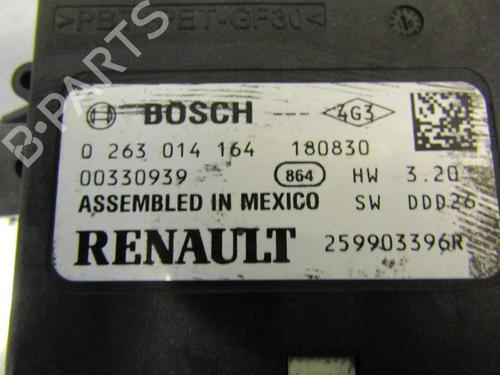 >PBT+PET-GF30<
BOSCH 4G3
0 263 014 164 180830
00330939 864 HW 3.20
ASSEMBLED IN MEXICO SW DDD26
RENAULT 259903396R
B-PARTS